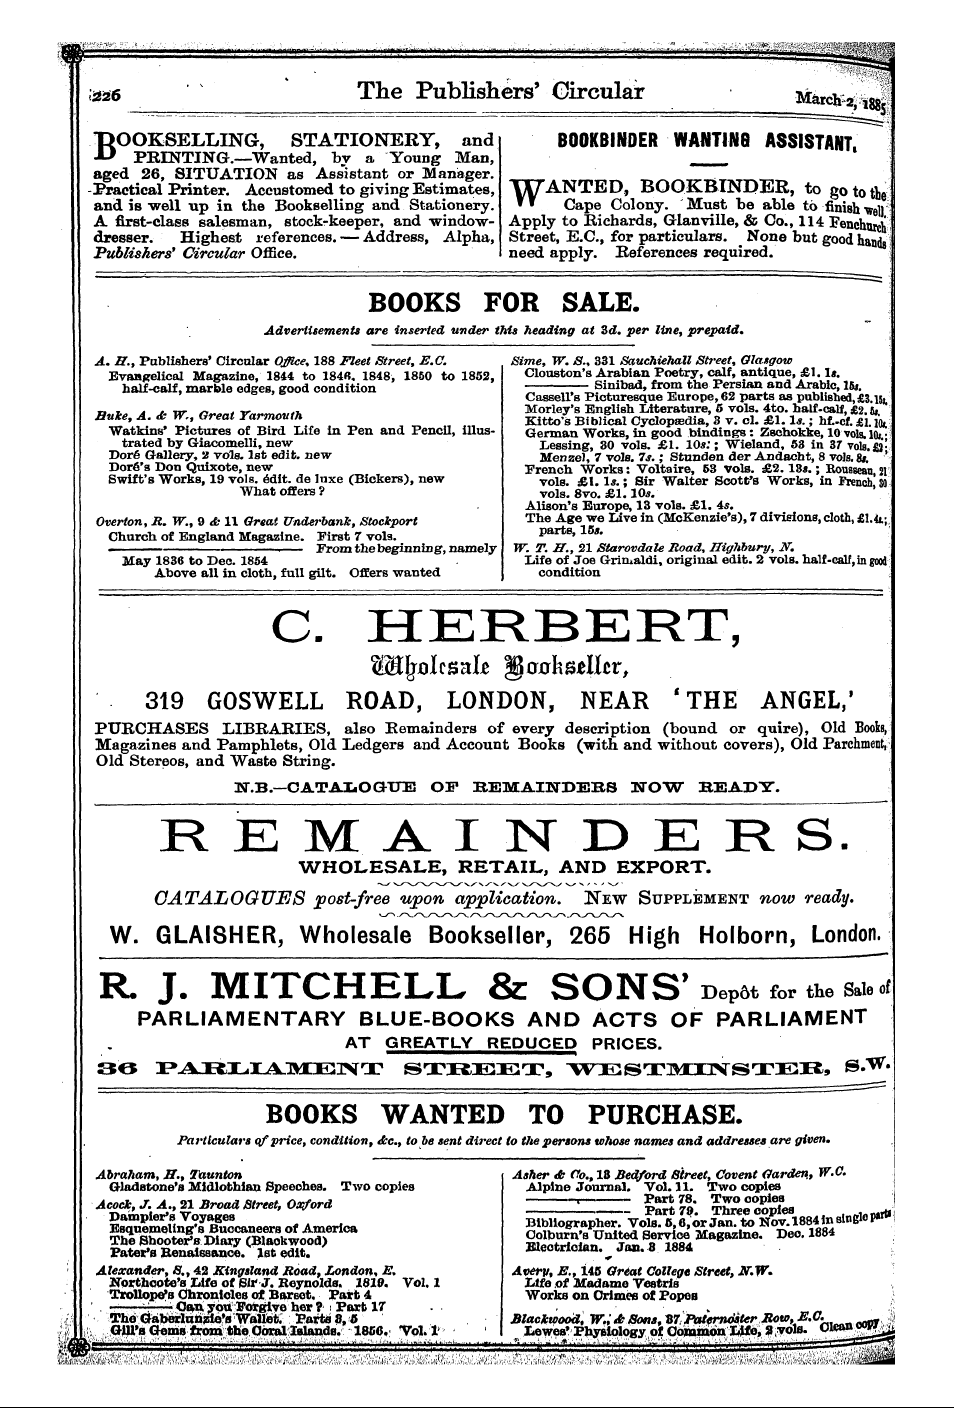 226 The Publishers' Circular March 2, 1885
BOOKSELLING, STATIONERY, and
PRINTING.—Wanted, by a Young Man,
aged 26, SITUATION as Assistant or Manager.
Practical Printer. Accustomed to giving Estimates,
and is well up in the Bookselling and Stationery.
A first-class salesman, stock-keeper, and window-
dresser. Highest references.—Address, Alpha,
Publishers' Circular Office.
BOOKBINDER WANTING ASSISTANT.
WANTED, BOOKBINDER, to go to the
Cape Colony. Must be able to finish well.
Apply to Richards, Glanville, & Co., 114 Fenchurch
Street, E.C., for particulars. None but good hands
need apply. References required.
BOOKS FOR SALE.
Advertisements are inserted under this heading at 3d. per line, prepaid.
A. H., Publishers' Circular Office, 188 Fleet Street, E.C.
Evangelical Magazine, 1844 to 1846, 1848, 1850 to 1852,
half-calf, marble edges, good condition
Buke, A. & W., Great Yarmouth
Watkins' Pictures of Bird Life in Pen and Pencil, illus-
trated by Giacomelli, new
Doré Gallery, 2 vols. 1st edit. new
Doré's Don Quixote, new
Swift's Works, 19 vols. édit. de luxe (Bickers), new
What offers?
Overton, R. W., 9 & 11 Great Underbank, Stockport
Church of England Magazine. First 7 vols.
——— From the beginning, namely
May 1836 to Dec. 1854
Above all in cloth, full gilt. Offers wanted
Sime, W. S., 331 Sauchiehall Street, Glasgow
Clouston's Arabian Poetry, calf, antique, £1. 1s.
——— Sinibad, from the Persian and Arabic, 15s.
Cassell's Picturesque Europe, 62 parts as published, £3. 15s.
Morley's English Literature, 5 vols. 4to. half-calf, £2. 5s.
Kitto's Biblical Cyclopædia, 3 v. cl. £1. 1s.; hf.-cf. £1. 10s.
German Works, in good bindings: Zschokke, 10 vols. 10s.;
Lessing, 30 vols. £1. 10s.; Wieland, 53 in 37 vols. £2;
Menzel, 7 vols. 7s.; Stunden der Andacht, 8 vols. 8s.
French Works: Voltaire, 53 vols. £2. 13s.; Rousseau, 21
vols. £1. 1s.; Sir Walter Scott's Works, in French, 30
vols. 8vo. £1. 10s.
Alison's Europe, 13 vols. £1. 4s.
The Age we Live in (McKenzie's), 7 divisions, cloth, £1. 4s.;
parts, 15s.
W. T. H., 21 Starovdale Road, Highbury, N.
Life of Joe Grimaldi, original edit. 2 vols. half-calf, in good
condition
C. HERBERT,
Wholesale Bookseller,
319 GOSWELL ROAD, LONDON, NEAR 'THE ANGEL,'
PURCHASES LIBRARIES, also Remainders of every description (bound or quire), Old Books,
Magazines and Pamphlets, Old Ledgers and Account Books (with and without covers), Old Parchment,
Old Stereos, and Waste String.
N.B.—CATALOGUE OF REMAINDERS NOW READY.
REMAINDERS.
WHOLESALE, RETAIL, AND EXPORT.
CATALOGUES post-free upon application. NEW SUPPLEMENT now ready.
W. GLAISHER, Wholesale Bookseller, 265 High Holborn, London.
R. J. MITCHELL & SONS' Depôt for the Sale of
PARLIAMENTARY BLUE-BOOKS AND ACTS OF PARLIAMENT
AT GREATLY REDUCED PRICES.
36 PARLIAMENT STREET, WESTMINSTER, S.W.
BOOKS WANTED TO PURCHASE.
Particulars of price, condition, &c., to be sent direct to the persons whose names and addresses are given.
Abraham, H., Taunton
Gladstone's Midlothian Speeches. Two copies
Acock, J. A., 21 Broad Street, Oxford
Dampier's Voyages
Esquemeling's Buccaneers of America
The Shooter's Diary (Blackwood)
Pater's Renaissance. 1st edit.
Alexander, S., 42 Kingsland Road, London, E.
Northcote's Life of Sir J. Reynolds. 1819. Vol. 1
Trollope's Chronicles of Barset. Part 4
——— Can you Forgive her? Part 17
The Gaberlunzie's Wallet. Parts 3, 5
Gill's Gems from the Coral Islands. 1856. Vol. 1
Asher & Co., 13 Bedford Street, Covent Garden, W.C.
Alpine Journal. Vol. 11. Two copies
——— Part 78. Two copies
——— Part 79. Three copies
Bibliographer. Vols. 5, 6, or Jan. to Nov. 1884 in single parts
Colburn's United Service Magazine. Dec. 1884
Electrician. Jan. 3 1884
Avery, E., 145 Great College Street, N.W.
Life of Madame Vestris
Works on Crimes of Popes
Blackwood, W., & Sons, 37 Paternoster Row, E.C.
Lewes' Physiology of Common Life, 2 vols. Clean copy